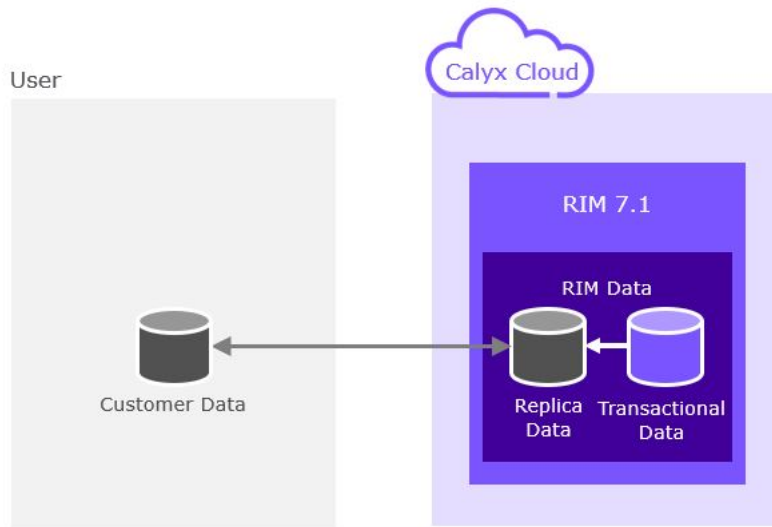 Calyx Cloud
User
RIM 7.1
RIM Data
Customer Data
Replica
Data
Transactional
Data